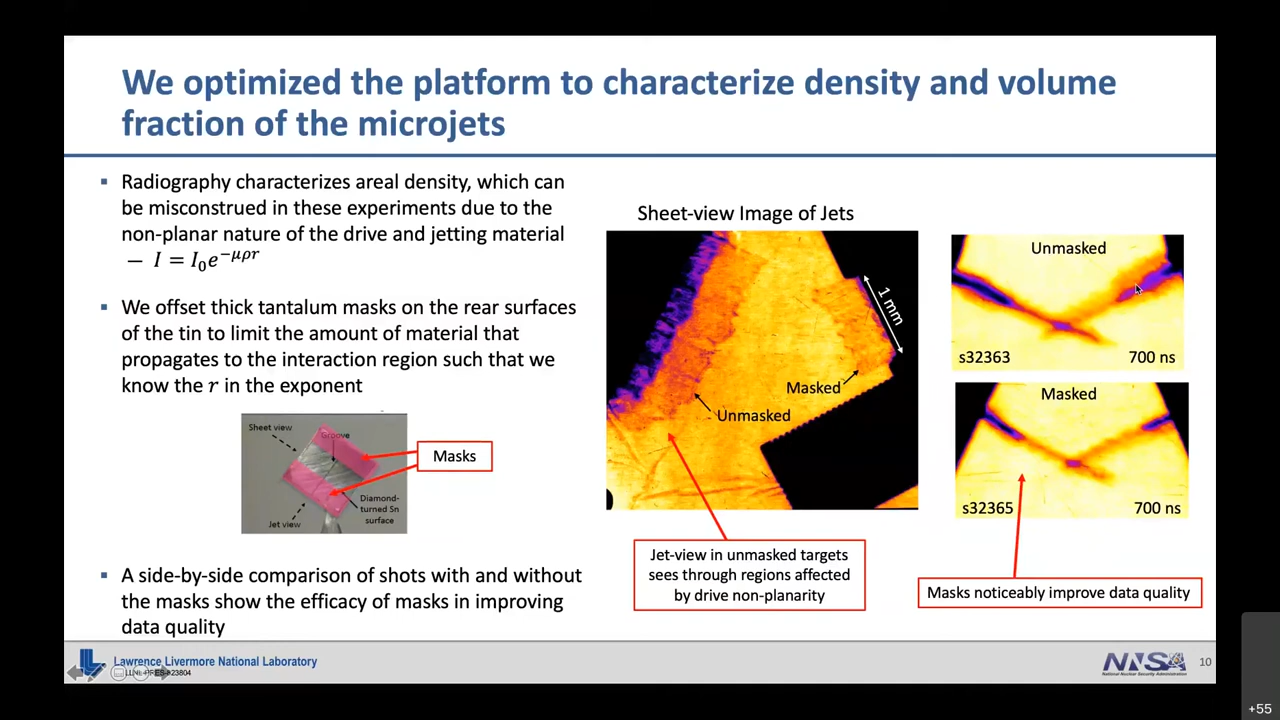 We optimized the platform to characterize density and volume
fraction of the microjets
▪ Radiography characterizes areal density, which can
be misconstrued in these experiments due to the
non-planar nature of the drive and jetting material
– I = I₀e^{-μρr}
▪ We offset thick tantalum masks on the rear surfaces
of the tin to limit the amount of material that
propagates to the interaction region such that we
know the r in the exponent
Sheet view
Groove
Masks
Diamond-
turned Sn
surface
Jet view
▪ A side-by-side comparison of shots with and without
the masks show the efficacy of masks in improving
data quality
Sheet-view Image of Jets
1 mm
Masked
Unmasked
Jet-view in unmasked targets
sees through regions affected
by drive non-planarity
Unmasked
s32363 700 ns
Masked
s32365 700 ns
Masks noticeably improve data quality
Lawrence Livermore National Laboratory
NNSA
National Nuclear Security Administration
10
+55